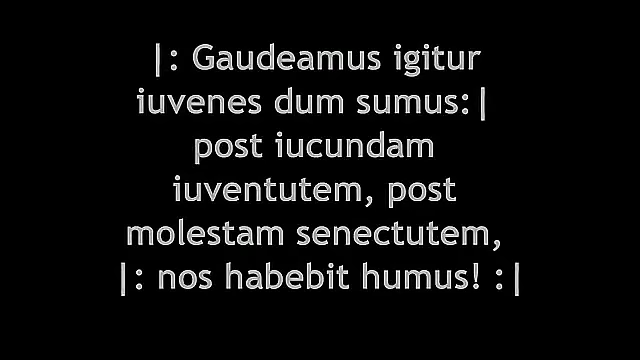 |: Gaudeamus igitur
iuvenes dum sumus:|
post iucundam
iuventutem, post
molestam senectutem,
|: nos habebit humus! :|